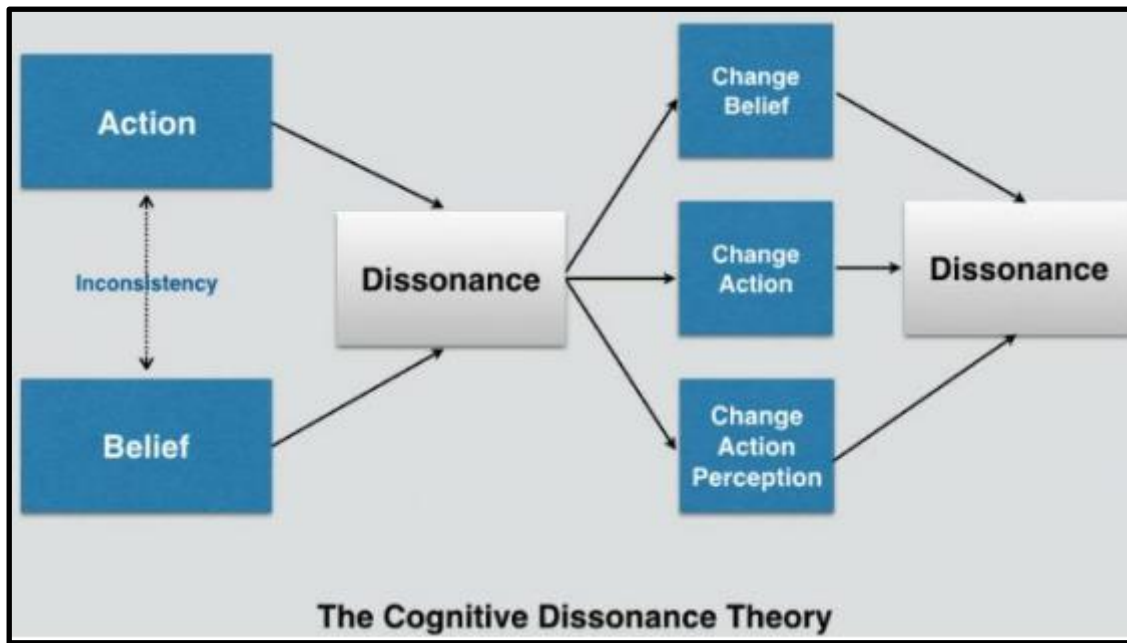 Action
Inconsistency
Belief
Dissonance
Change
Belief
Change
Action
Change
Action
Perception
Dissonance
The Cognitive Dissonance Theory